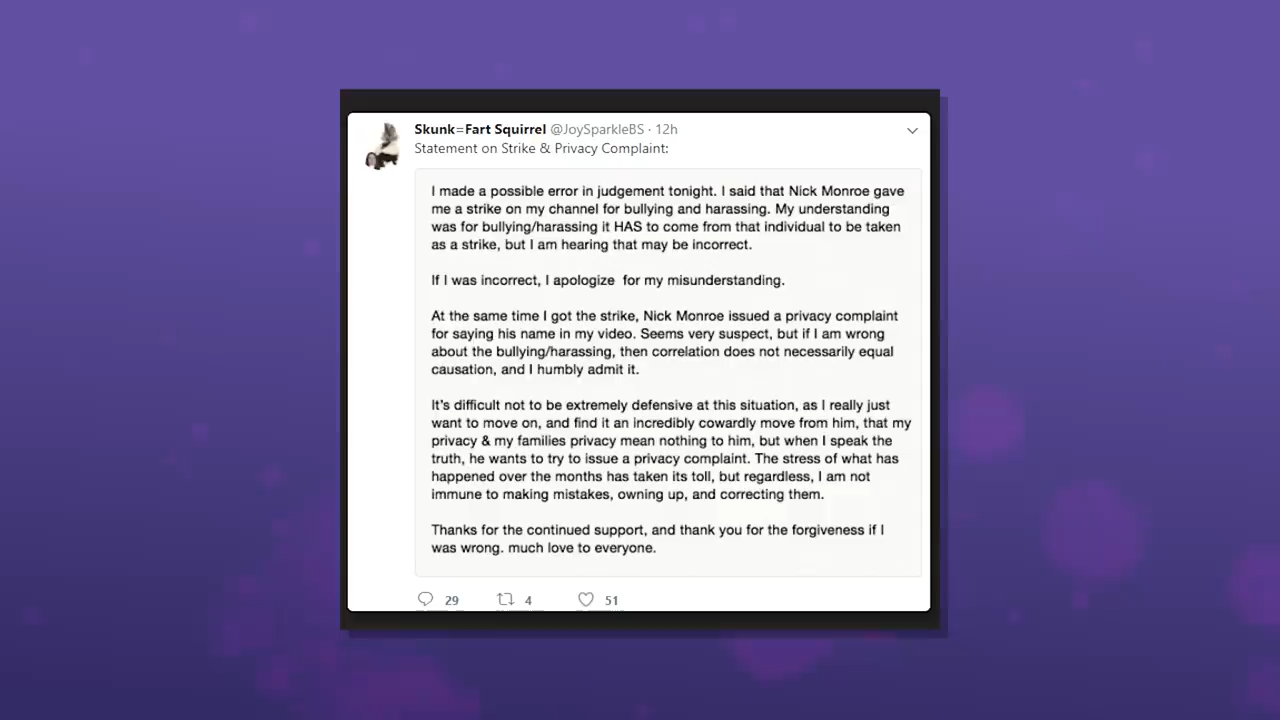 Skunk=Fart Squirrel @JoySparkleBS · 12h
Statement on Strike & Privacy Complaint:
I made a possible error in judgement tonight. I said that Nick Monroe gave
me a strike on my channel for bullying and harassing. My understanding
was for bullying/harassing it HAS to come from that individual to be taken
as a strike, but I am hearing that may be incorrect.
If I was incorrect, I apologize  for my misunderstanding.
At the same time I got the strike, Nick Monroe issued a privacy complaint
for saying his name in my video. Seems very suspect, but if I am wrong
about the bullying/harassing, then correlation does not necessarily equal
causation, and I humbly admit it.
It's difficult not to be extremely defensive at this situation, as I really just
want to move on, and find it an incredibly cowardly move from him, that my
privacy & my families privacy mean nothing to him, but when I speak the
truth, he wants to try to issue a privacy complaint. The stress of what has
happened over the months has taken its toll, but regardless, I am not
immune to making mistakes, owning up, and correcting them.
Thanks for the continued support, and thank you for the forgiveness if I
was wrong. much love to everyone.
29 4 51